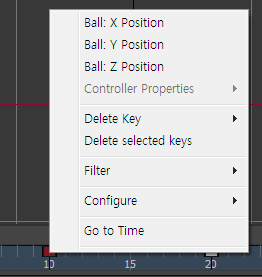 Ball: X Position
Ball: Y Position
Ball: Z Position
Controller Properties
Delete Key
Delete selected keys
Filter
Configure
Go to Time
10 15 20